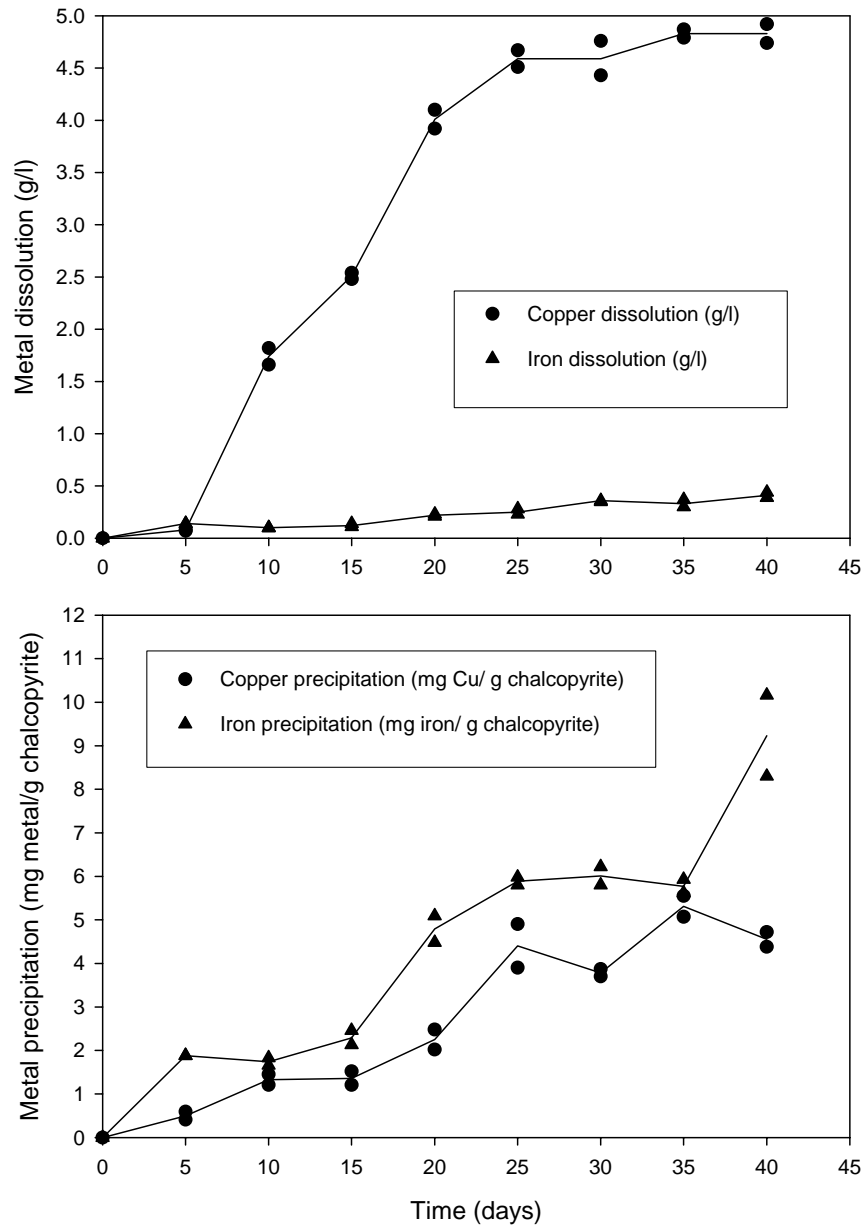 Metal dissolution (g/l)
5.0
4.5
4.0
3.5
3.0
2.5
2.0
1.5
1.0
0.5
0.0
Copper dissolution (g/l)
Iron dissolution (g/l)
0 5 10 15 20 25 30 35 40 45
Metal precipitation (mg metal/g chalcopyrite)
12
11
10
9
8
7
6
5
4
3
2
1
0
Copper precipitation (mg Cu/ g chalcopyrite)
Iron precipitation (mg iron/ g chalcopyrite)
0 5 10 15 20 25 30 35 40 45
Time (days)